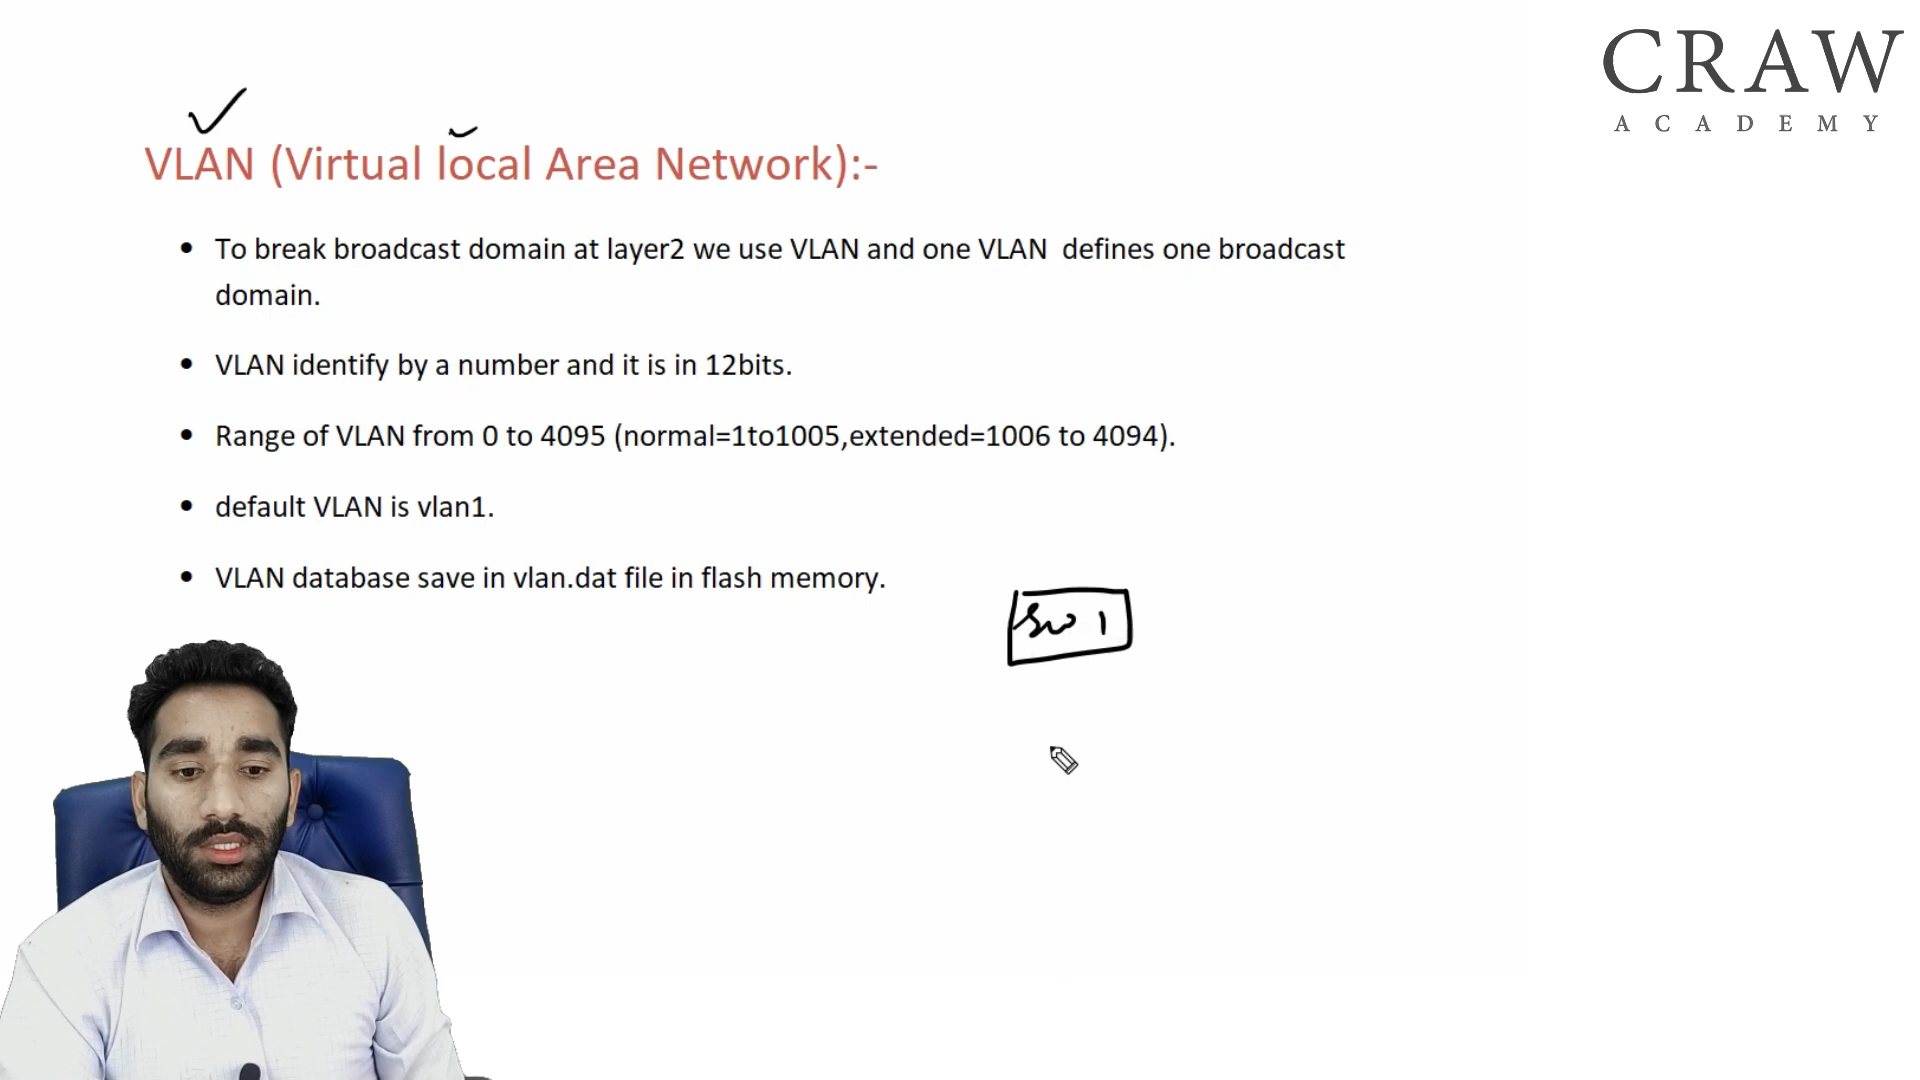 CRAW
ACADEMY
VLAN (Virtual local Area Network):-
• To break broadcast domain at layer2 we use VLAN and one VLAN defines one broadcast
domain.
• VLAN identify by a number and it is in 12bits.
• Range of VLAN from 0 to 4095 (normal=1to1005,extended=1006 to 4094).
• default VLAN is vlan1.
• VLAN database save in vlan.dat file in flash memory.
Sw 1